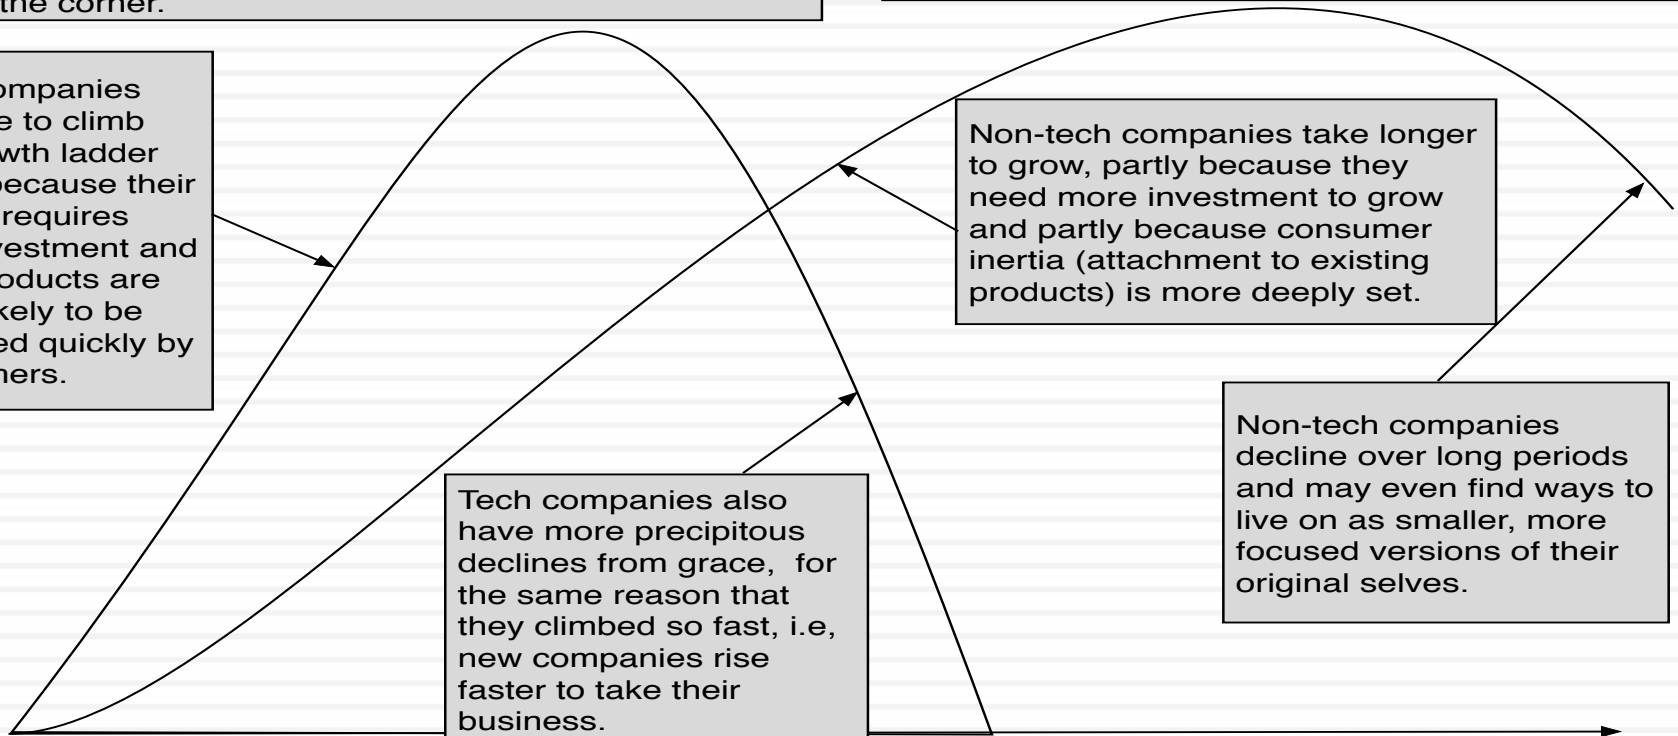 the corner.
ompanies
e to climb
wth ladder
because their
requires
vestment and
oducts are
kely to be
ed quickly by
ners.
Non-tech companies take longer
to grow, partly because they
need more investment to grow
and partly because consumer
inertia (attachment to existing
products) is more deeply set.
Tech companies also
have more precipitous
declines from grace,  for
the same reason that
they climbed so fast, i.e,
new companies rise
faster to take their
business.
Non-tech companies
decline over long periods
and may even find ways to
live on as smaller, more
focused versions of their
original selves.